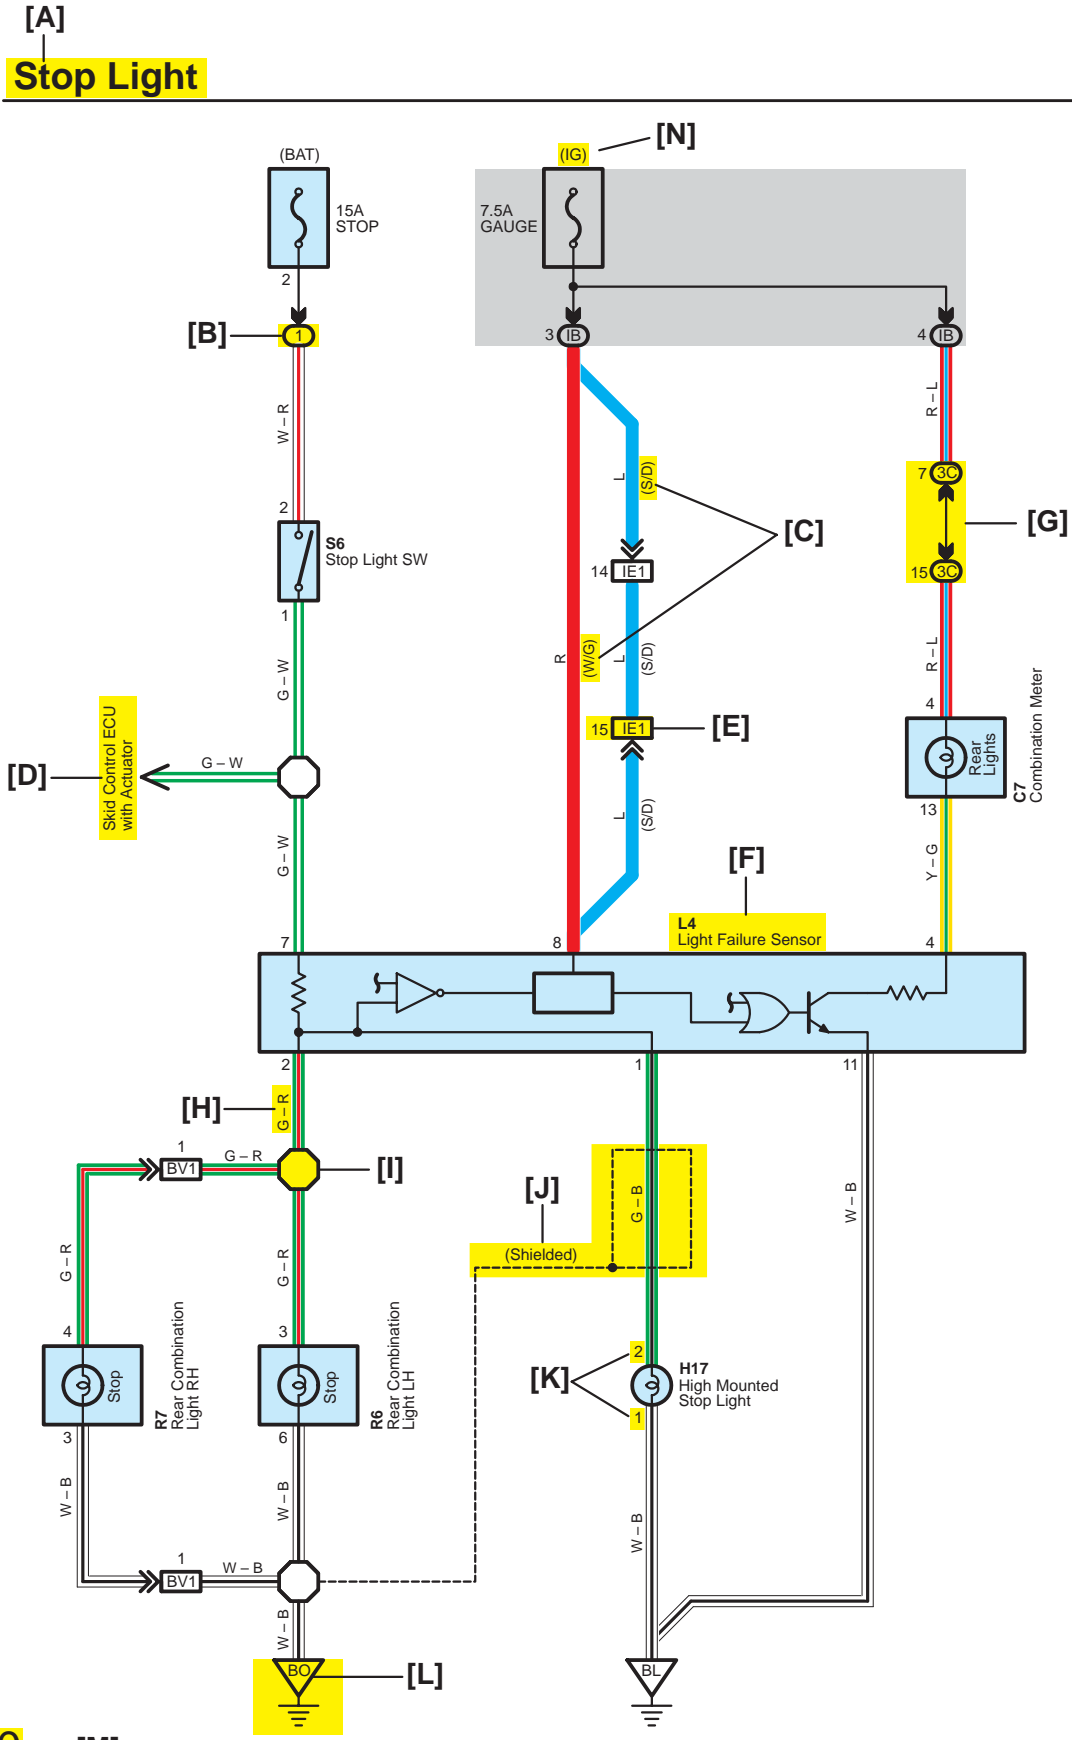 [A]
Stop Light
(BAT)
15A
STOP
2
[B]
1
W – R
2
S6
Stop Light SW
1
G – W
[D]
Skid Control ECU
with Actuator
G – W
G – W
7
(IG)
[N]
7.5A
GAUGE
3
IB
4
IB
R – L
L
(S/D)
[C]
7
3C
[G]
15
3C
14
IE1
R
(W/G)
L
(S/D)
R – L
15
IE1
[E]
4
Rear
Lights
C7
Combination Meter
13
L
(S/D)
Y – G
[F]
L4
Light Failure Sensor
8
4
2
1
11
[H]
G – R
1
BV1
G – R
[I]
G – R
G – R
[J]
(Shielded)
G – B
W – B
4
Stop
R7
Rear Combination
Light RH
3
3
Stop
R6
Rear Combination
Light LH
6
[K]
2
1
H17
High Mounted
Stop Light
W – B
W – B
W – B
1
BV1
W – B
W – B
BO
[L]
BL